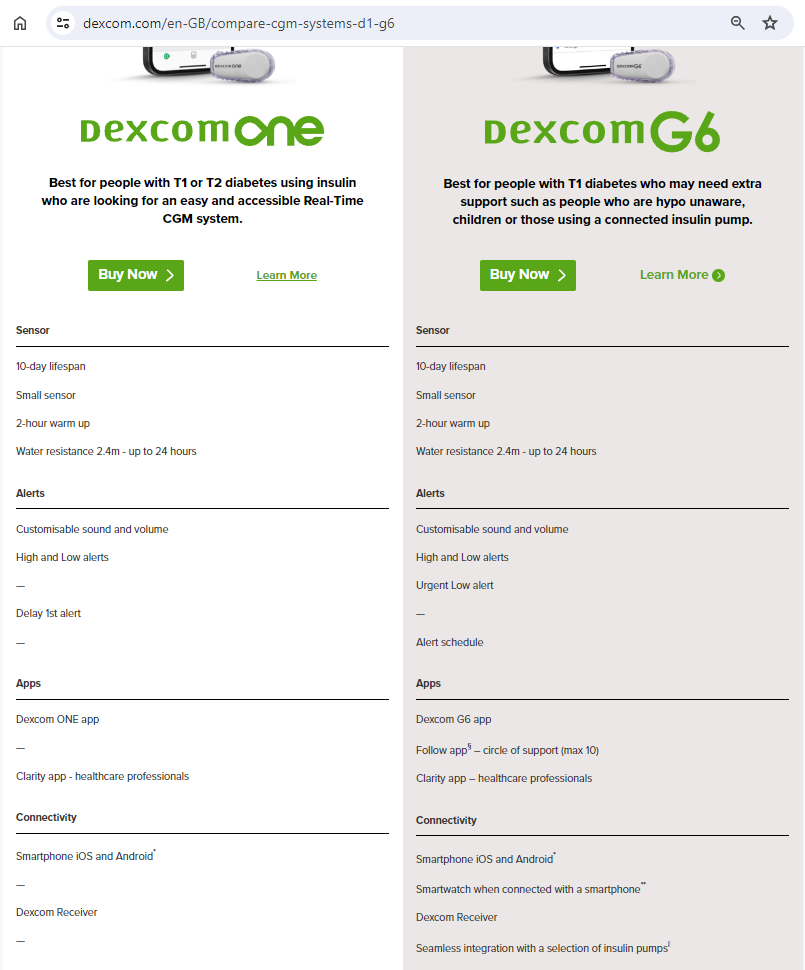 dexcom.com/en-GB/compare-cgm-systems-d1-g6
Dexcom ONE
Best for people with T1 or T2 diabetes using insulin
who are looking for an easy and accessible Real-Time
CGM system.
Buy Now
Learn More
Sensor
10-day lifespan
Small sensor
2-hour warm up
Water resistance 2.4m - up to 24 hours
Alerts
Customisable sound and volume
High and Low alerts
—
Delay 1st alert
—
Apps
Dexcom ONE app
—
Clarity app - healthcare professionals
Connectivity
Smartphone iOS and Android*
—
Dexcom Receiver
—
Dexcom G6
Best for people with T1 diabetes who may need extra
support such as people who are hypo unaware,
children or those using a connected insulin pump.
Buy Now
Learn More
Sensor
10-day lifespan
Small sensor
2-hour warm up
Water resistance 2.4m - up to 24 hours
Alerts
Customisable sound and volume
High and Low alerts
Urgent Low alert
—
Alert schedule
Apps
Dexcom G6 app
Follow app§ – circle of support (max 10)
Clarity app – healthcare professionals
Connectivity
Smartphone iOS and Android*
Smartwatch when connected with a smartphone**
Dexcom Receiver
Seamless integration with a selection of insulin pumps